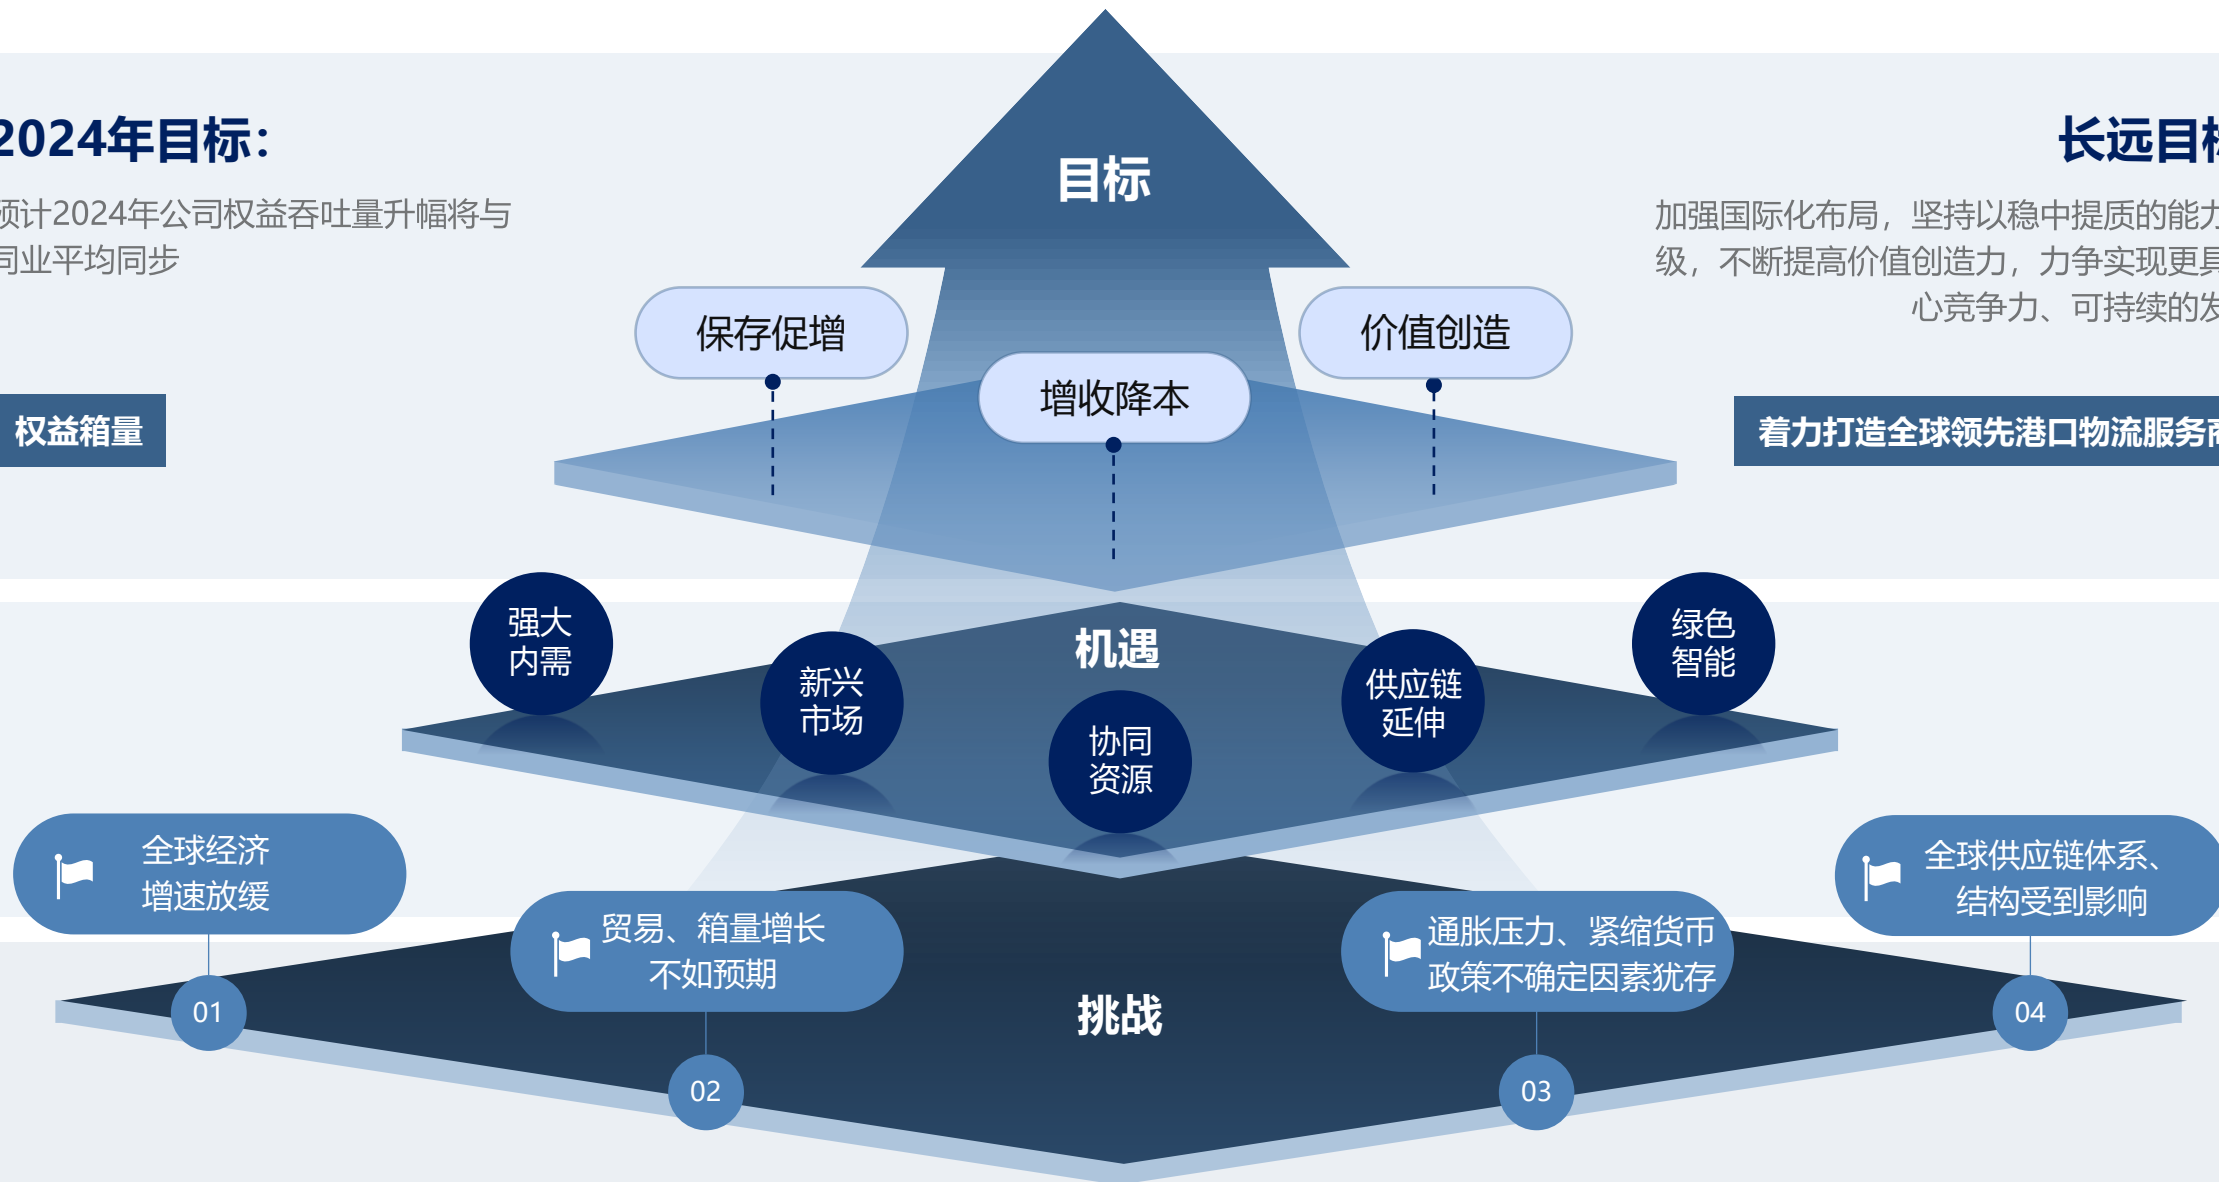 目标
2024年目标：
预计2024年公司权益吞吐量升幅将与
同业平均同步
权益箱量
长远目标
加强国际化布局，坚持以稳中提质的能力
级，不断提高价值创造力，力争实现更具
心竞争力、可持续的发
着力打造全球领先港口物流服务商
保存促增
增收降本
价值创造
机遇
强大
内需
新兴
市场
协同
资源
供应链
延伸
绿色
智能
挑战
全球经济
增速放缓
01
贸易、箱量增长
不如预期
02
通胀压力、紧缩货币
政策不确定因素犹存
03
全球供应链体系、
结构受到影响
04